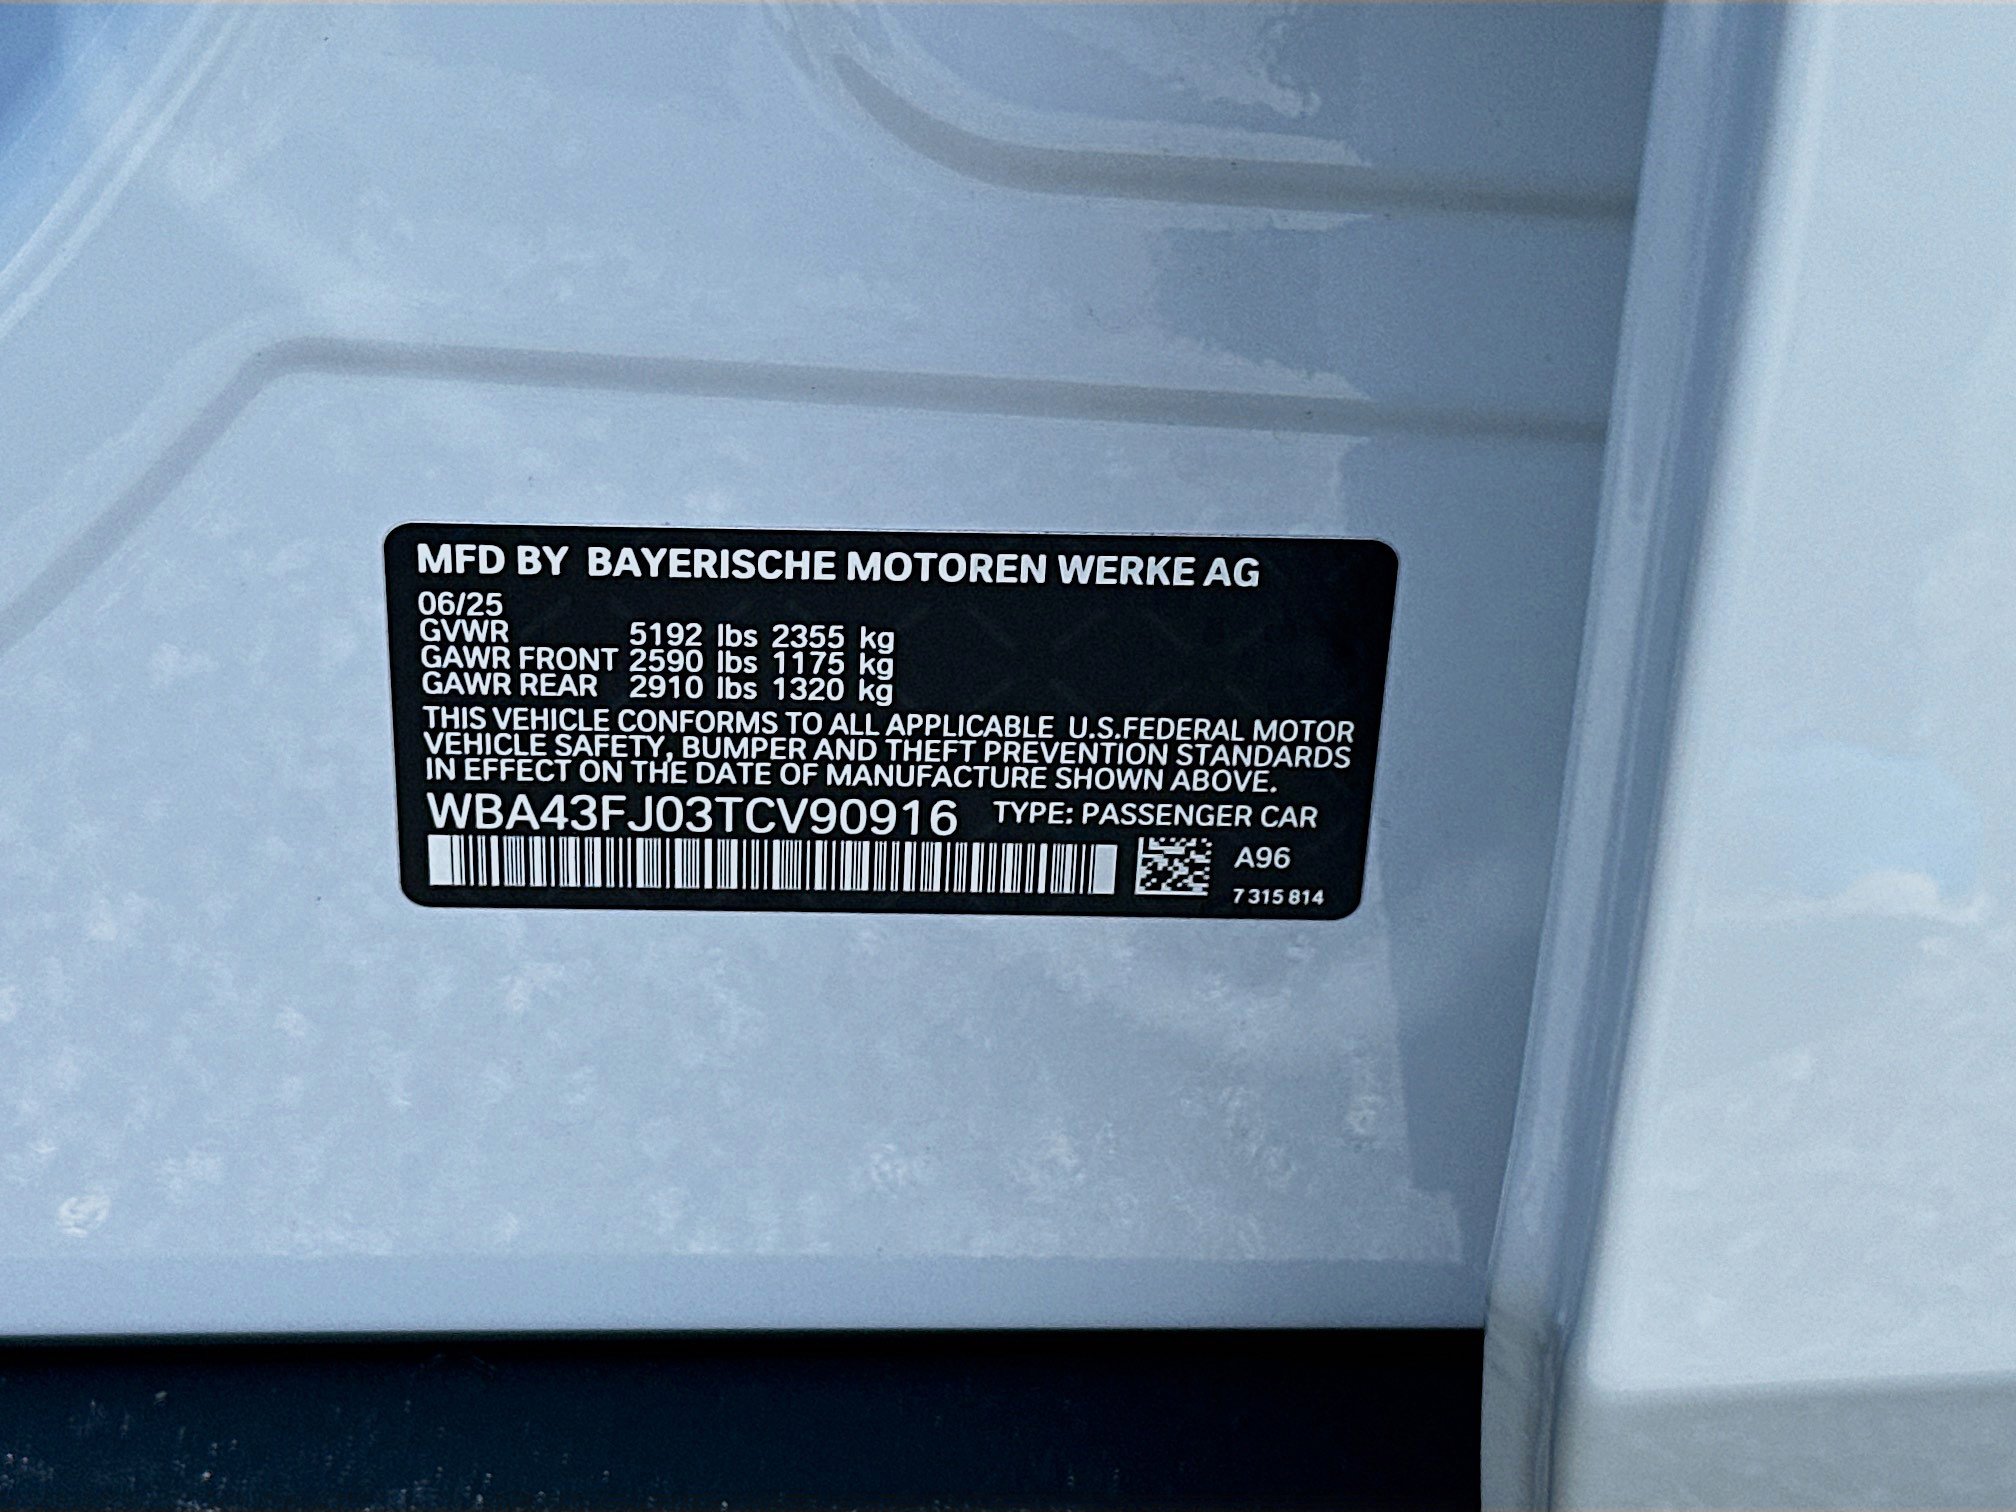 MFD BY BAYERISCHE MOTOREN WERKE AG
06/25
GVWR 5192 lbs 2355 kg
GAWR FRONT 2590 lbs 1175 kg
GAWR REAR 2910 lbs 1320 kg
THIS VEHICLE CONFORMS TO ALL APPLICABLE U.S.FEDERAL MOTOR
VEHICLE SAFETY, BUMPER AND THEFT PREVENTION STANDARDS
IN EFFECT ON THE DATE OF MANUFACTURE SHOWN ABOVE.
WBA43FJ03TCV90916 TYPE: PASSENGER CAR
A96
7 315 814